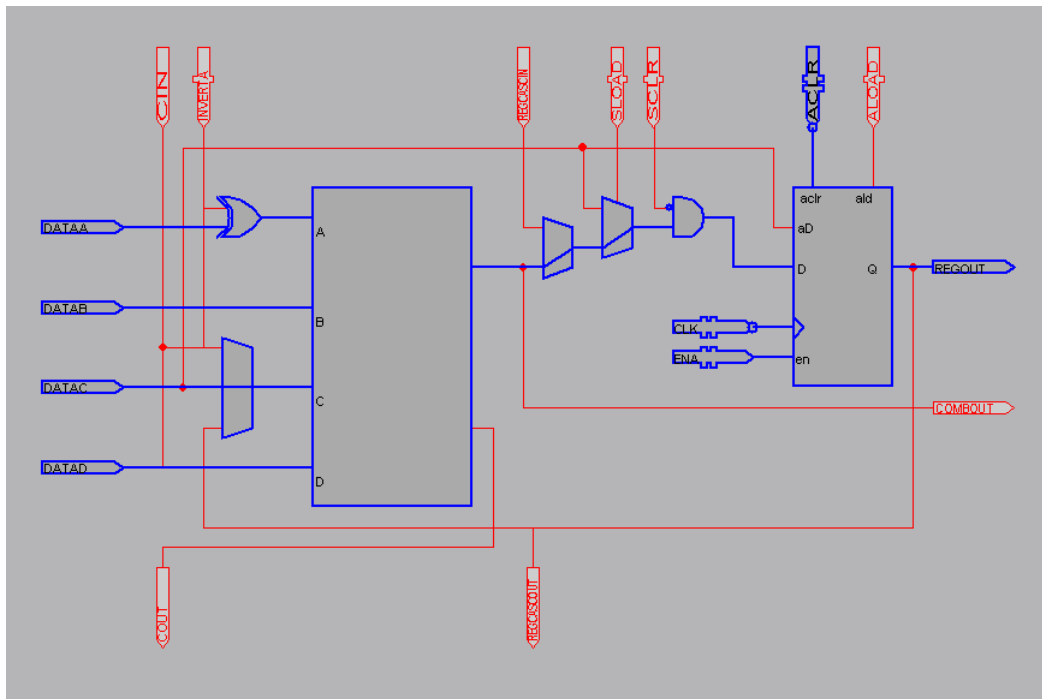 CIN
INVERTA
REGCASCIN
SLOAD
SCLR
ACLR
ALOAD
DATAA
DATAB
DATAC
DATAD
A
B
C
D
aclr
ald
aD
D
Q
en
CLK
ENA
REGOUT
COMBOUT
COUT
REGCASCOUT